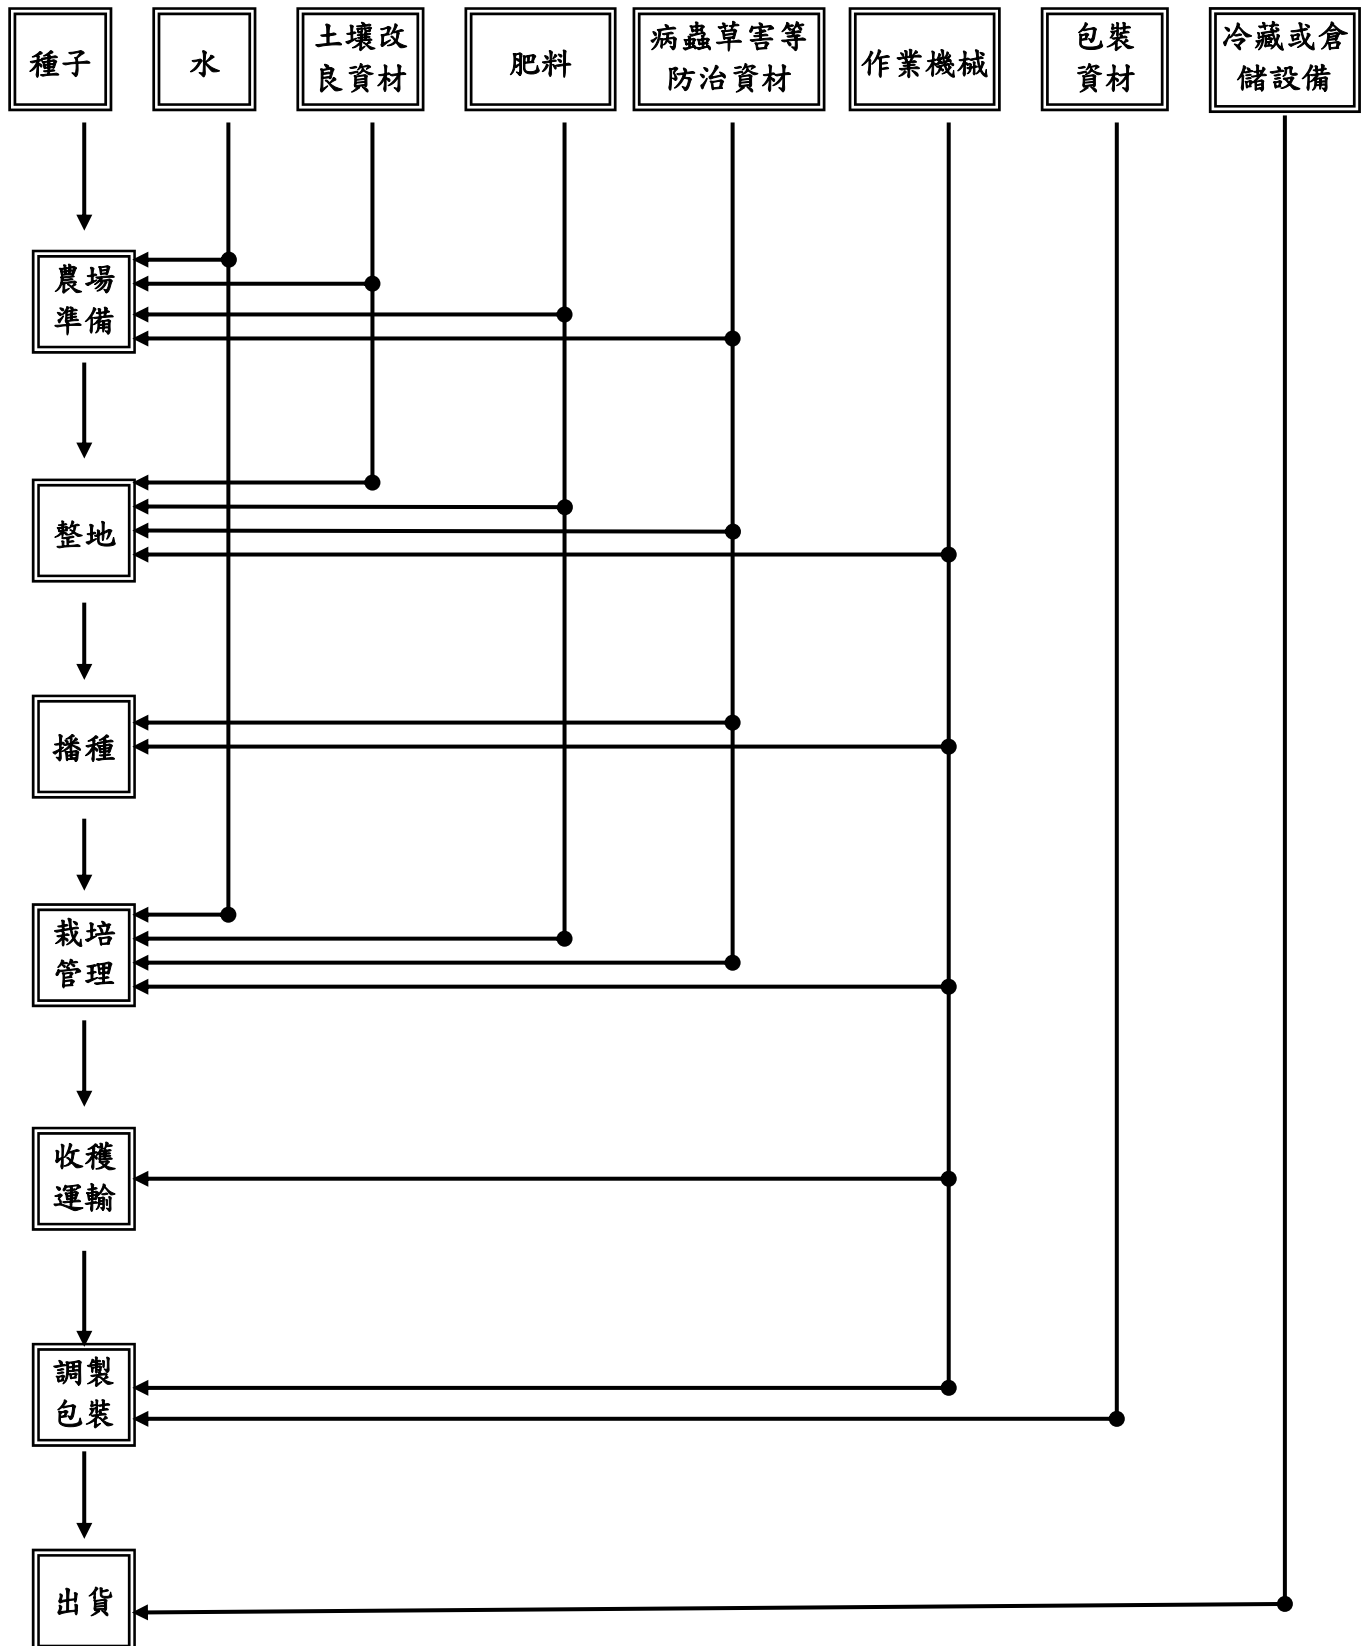 種子
水
土壤改
良資材
肥料
病蟲草害等
防治資材
作業機械
包裝
資材
冷藏或倉
儲設備
農場
準備
整地
播種
栽培
管理
收穫
運輸
調製
包裝
出貨